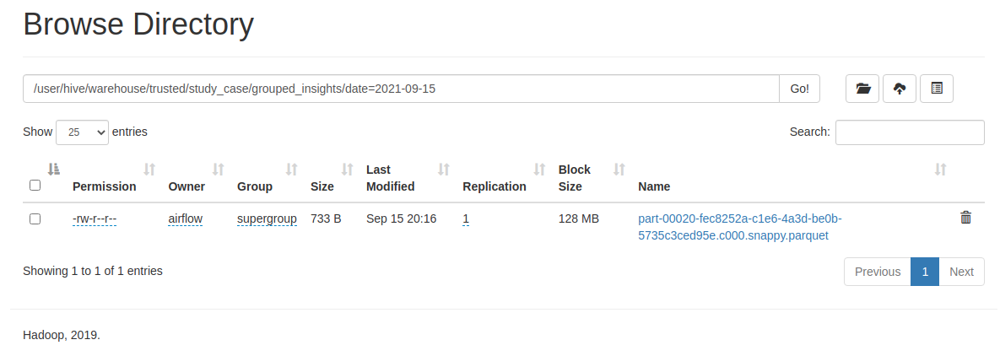 Browse Directory
/user/hive/warehouse/trusted/study_case/grouped_insights/date=2021-09-15 Go!
Show 25 entries Search:
Permission Owner Group Size Last Modified Replication Block Size Name
-rw-r--r-- airflow supergroup 733 B Sep 15 20:16 1 128 MB part-00020-fec8252a-c1e6-4a3d-be0b-
5735c3ced95e.c000.snappy.parquet
Showing 1 to 1 of 1 entries Previous 1 Next
Hadoop, 2019.